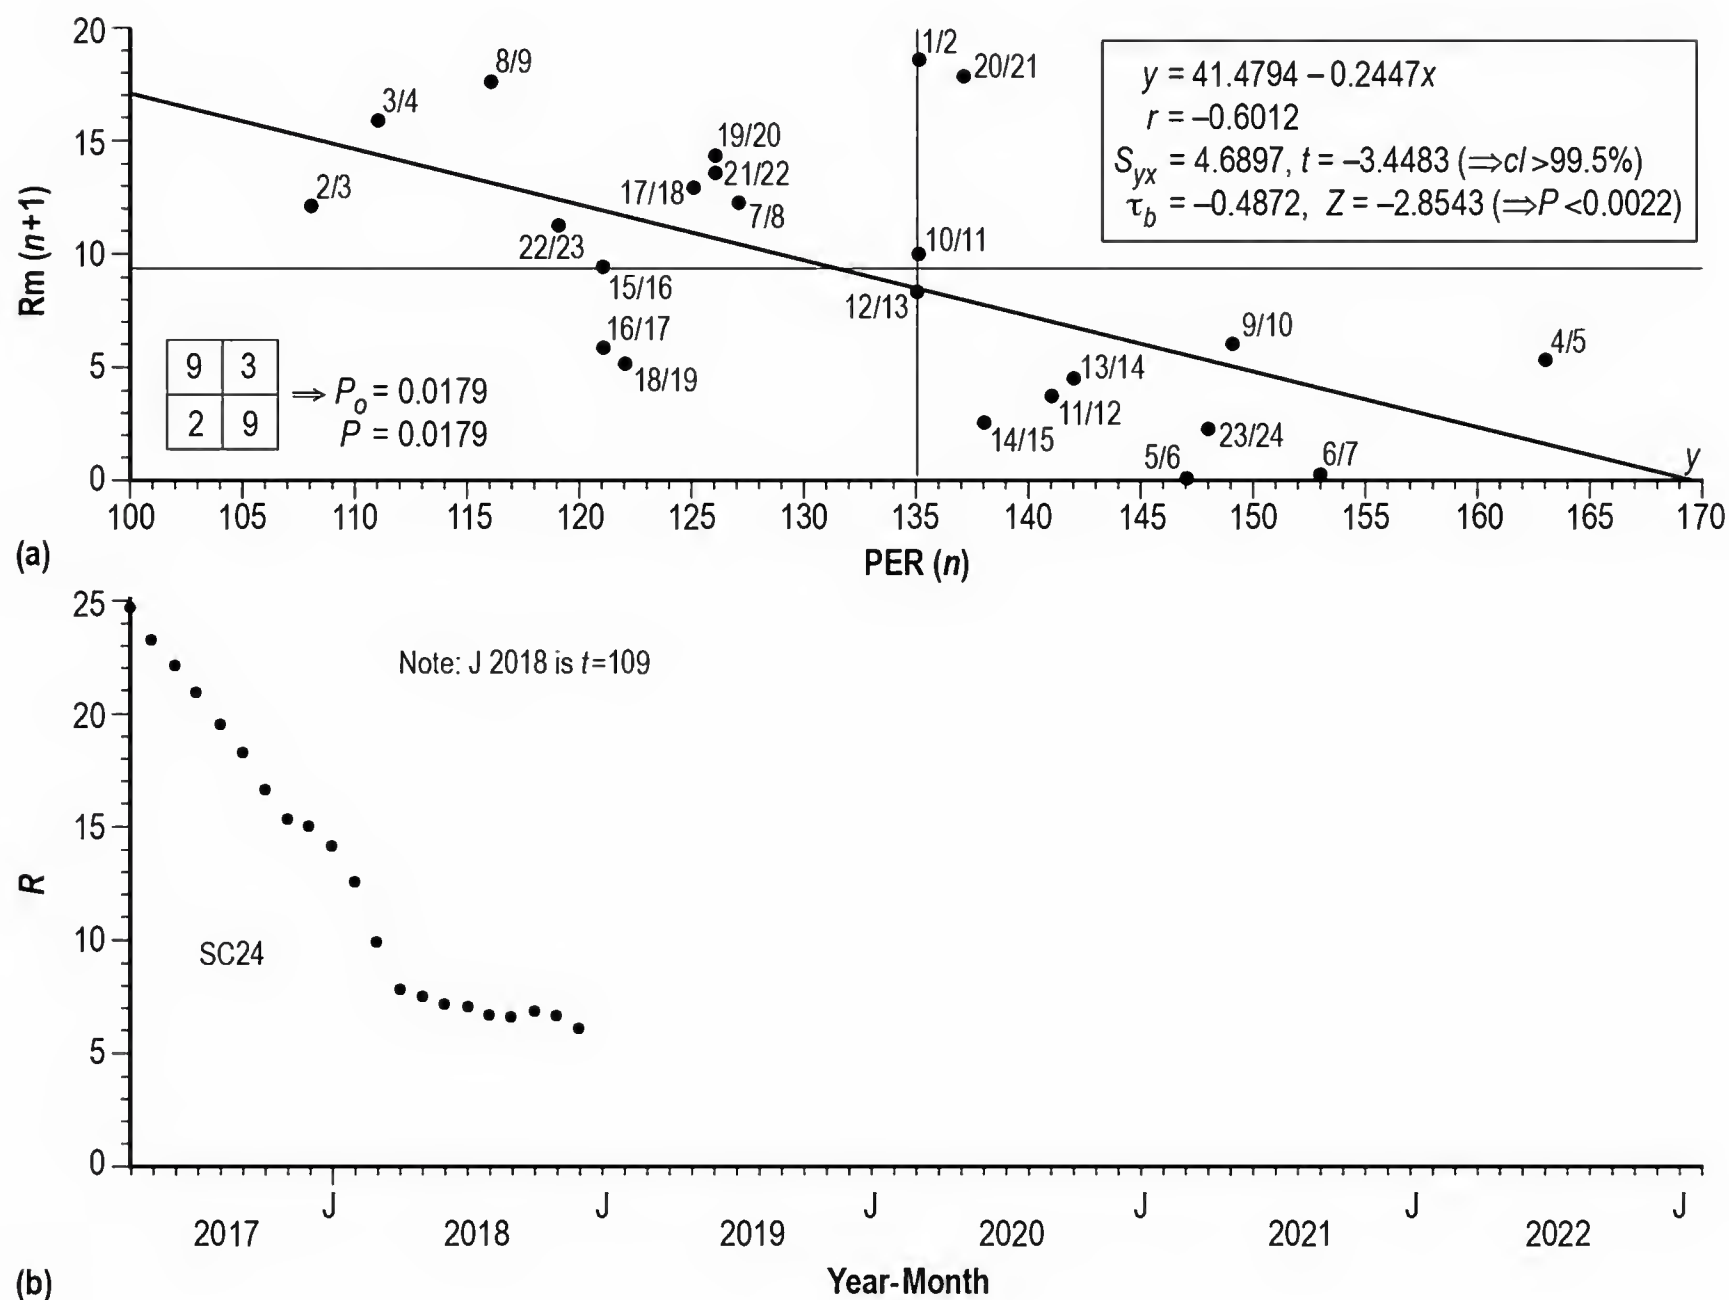 20
15
10
5
0
Rm (n+1)
1/2
20/21
8/9
3/4
19/20
21/22
17/18
7/8
2/3
22/23
10/11
15/16
12/13
16/17
18/19
9/10
4/5
13/14
11/12
14/15
23/24
5/6
6/7
y
y = 41.4794 – 0.2447x
r = –0.6012
Syx = 4.6897, t = –3.4483 (⇒cl >99.5%)
τb = –0.4872, Z = –2.8543 (⇒P <0.0022)
9 3
2 9
⇒ Po = 0.0179
P = 0.0179
100 105 110 115 120 125 130 135 140 145 150 155 160 165 170
(a)
PER (n)
25
20
15
10
5
0
R
Note: J 2018 is t=109
SC24
J J J J J J
2017 2018 2019 2020 2021 2022
(b)
Year-Month